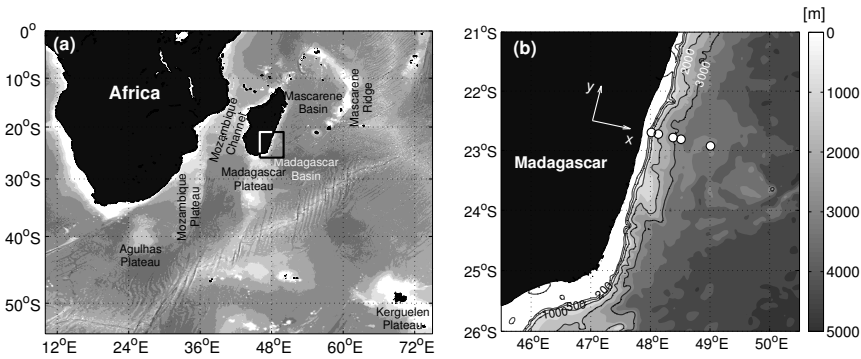 (a)
Africa
Mozambique
Channel
Mascarene
Basin
Mascarene
Ridge
Madagascar
Basin
Madagascar
Plateau
Mozambique
Plateau
Agulhas
Plateau
Kerguelen
Plateau
0°
10°S
20°S
30°S
40°S
50°S
12°E 24°E 36°E 48°E 60°E 72°E
(b)
Madagascar
y
x
2000
3000
200
500
1000
21°S
22°S
23°S
24°S
25°S
26°S
46°E 47°E 48°E 49°E 50°E
[m]
0
1000
2000
3000
4000
5000